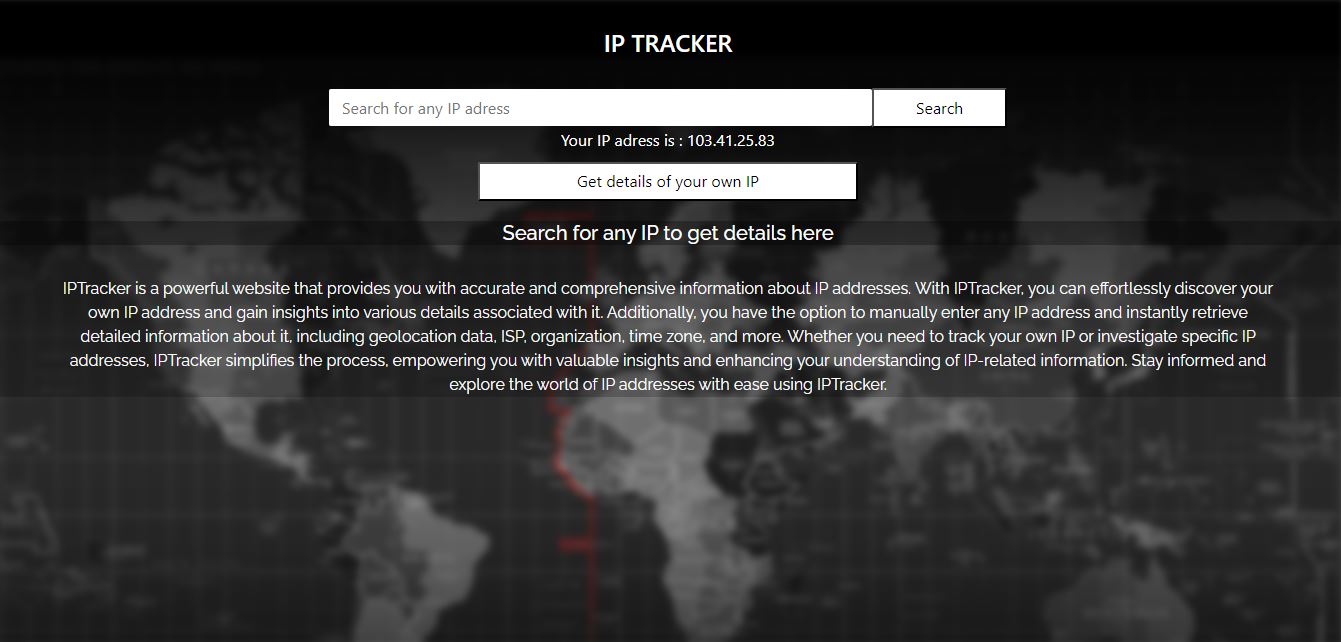 IP TRACKER
Search for any IP adress
Search
Your IP adress is : 103.41.25.83
Get details of your own IP
Search for any IP to get details here
IPTracker is a powerful website that provides you with accurate and comprehensive information about IP addresses. With IPTracker, you can effortlessly discover your
own IP address and gain insights into various details associated with it. Additionally, you have the option to manually enter any IP address and instantly retrieve
detailed information about it, including geolocation data, ISP, organization, time zone, and more. Whether you need to track your own IP or investigate specific IP
addresses, IPTracker simplifies the process, empowering you with valuable insights and enhancing your understanding of IP-related information. Stay informed and
explore the world of IP addresses with ease using IPTracker.